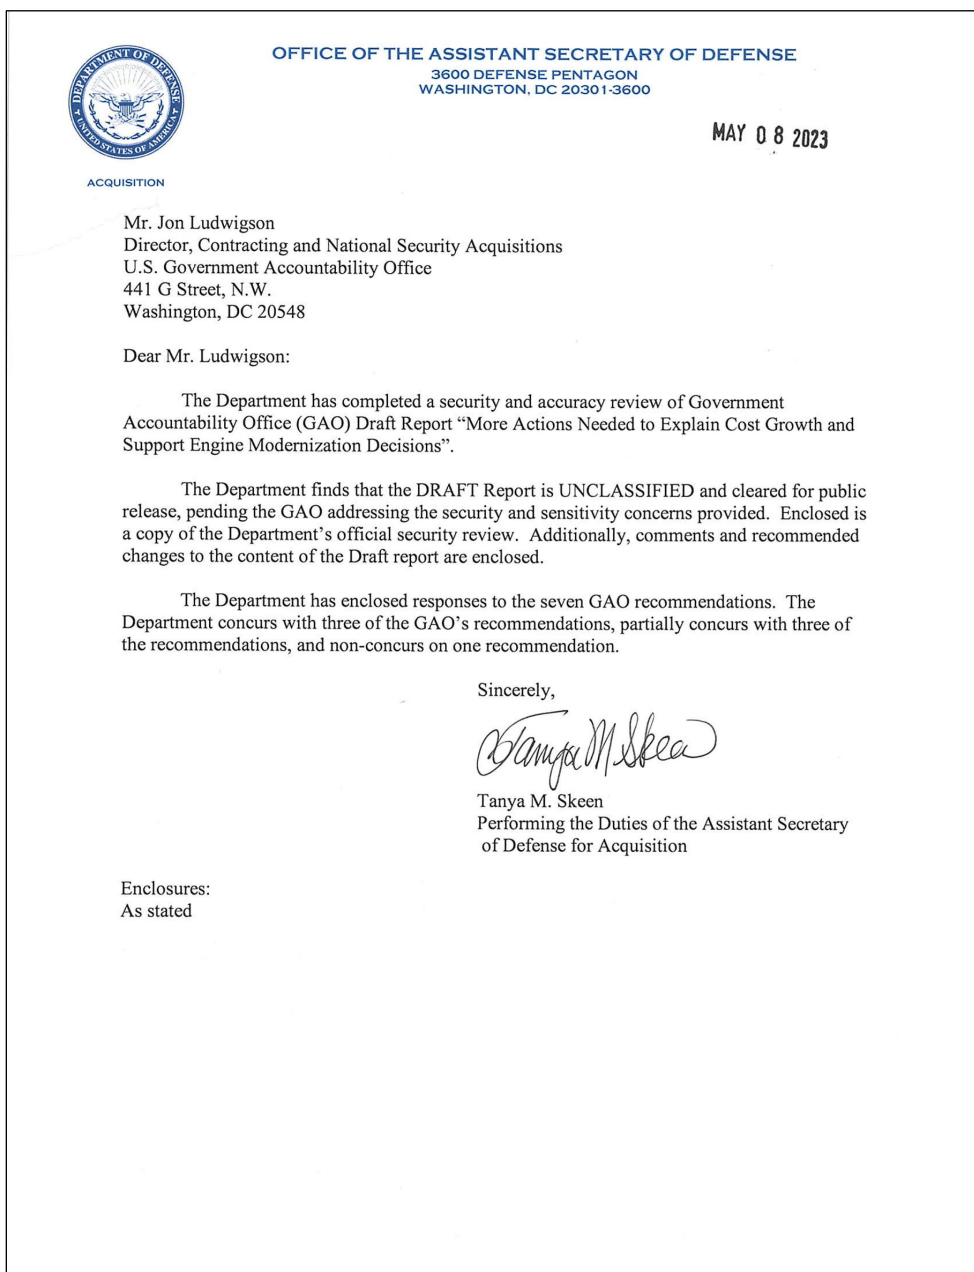 OFFICE OF THE ASSISTANT SECRETARY OF DEFENSE
3600 DEFENSE PENTAGON
WASHINGTON, DC 20301-3600
DEPARTMENT OF DEFENSE
UNITED STATES OF AMERICA
MAY 08 2023
ACQUISITION
Mr. Jon Ludwigson
Director, Contracting and National Security Acquisitions
U.S. Government Accountability Office
441 G Street, N.W.
Washington, DC 20548
Dear Mr. Ludwigson:
The Department has completed a security and accuracy review of Government
Accountability Office (GAO) Draft Report “More Actions Needed to Explain Cost Growth and
Support Engine Modernization Decisions”.
The Department finds that the DRAFT Report is UNCLASSIFIED and cleared for public
release, pending the GAO addressing the security and sensitivity concerns provided.  Enclosed is
a copy of the Department’s official security review.  Additionally, comments and recommended
changes to the content of the Draft report are enclosed.
The Department has enclosed responses to the seven GAO recommendations.  The
Department concurs with three of the GAO’s recommendations, partially concurs with three of
the recommendations, and non-concurs on one recommendation.
Sincerely,
Tanya M Skeen
Tanya M. Skeen
Performing the Duties of the Assistant Secretary
of Defense for Acquisition
Enclosures:
As stated